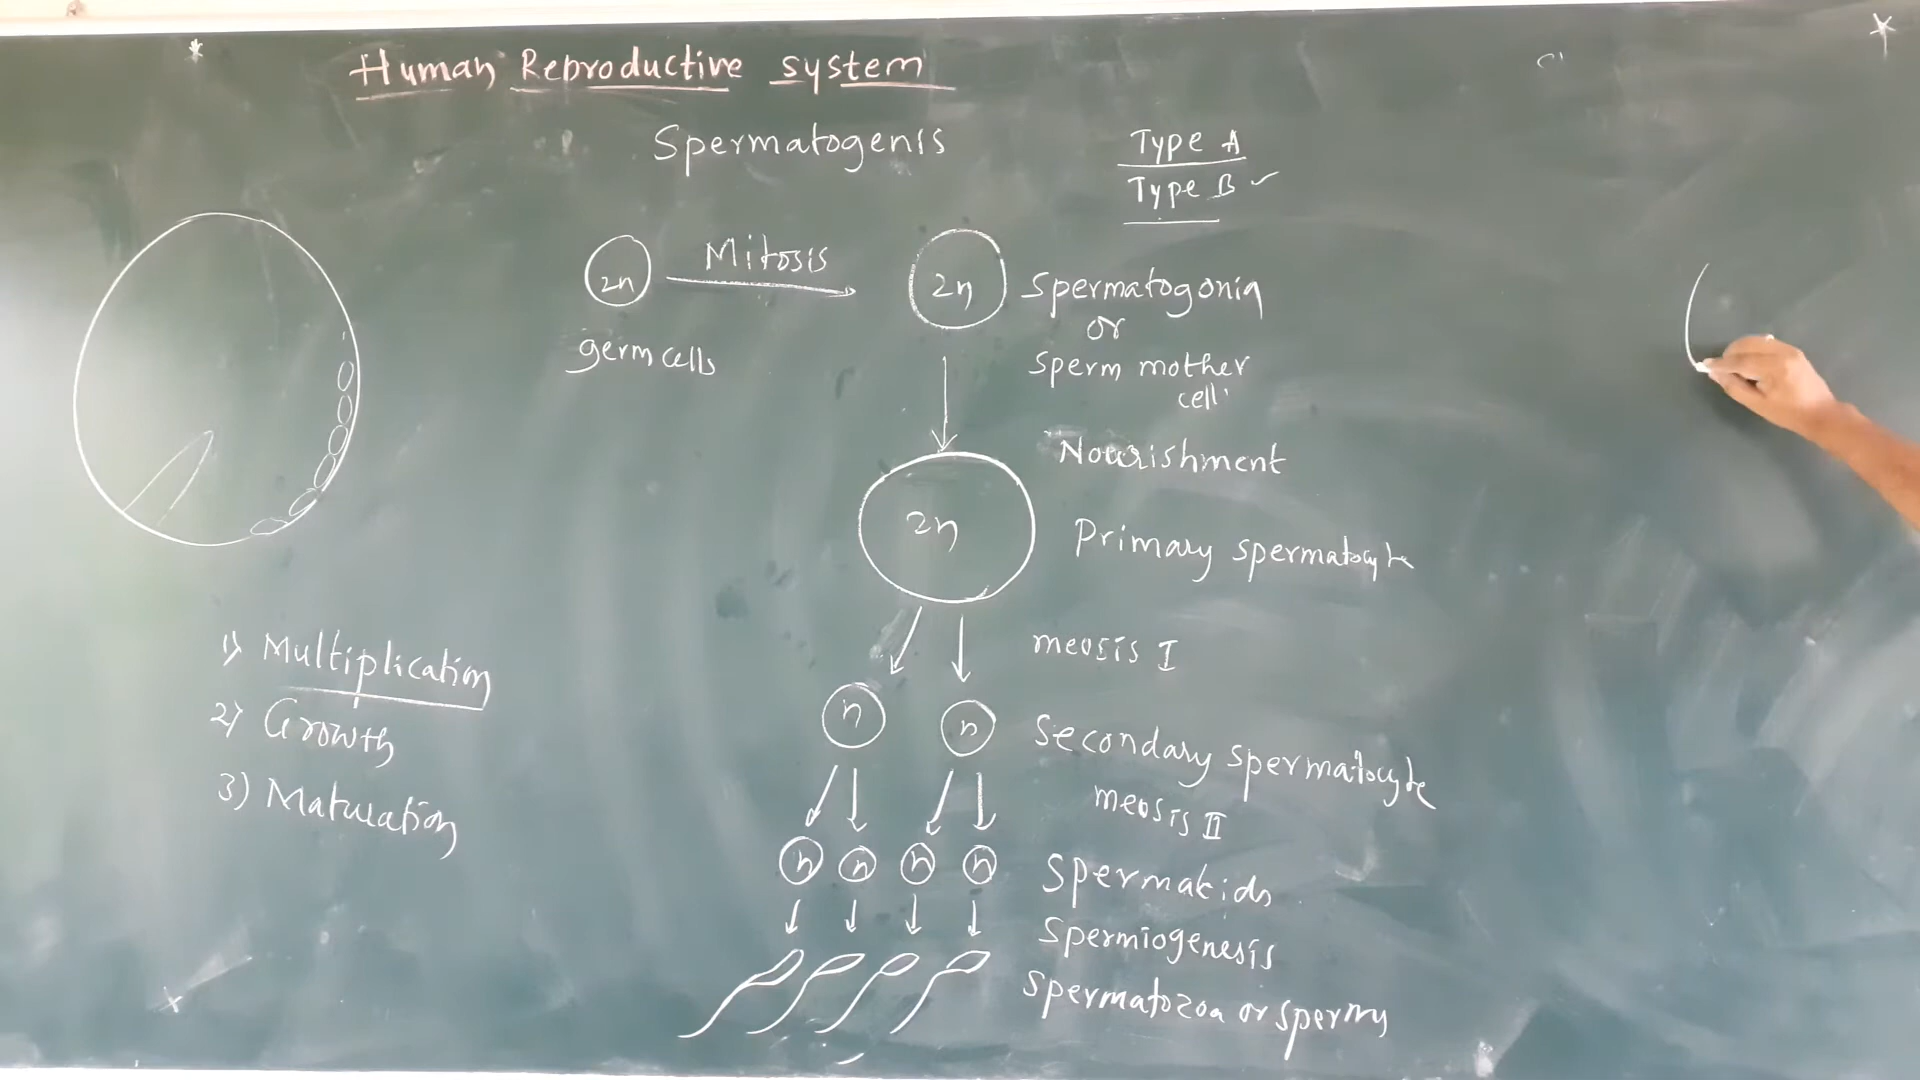 Human Reproductive system
Spermatogenis
Type A
Type B
2n
Mitosis
2n
Spermatogonia
or
germ cells
Sperm mother
cell
Nourishment
2n
Primary spermatocyte
1) Multiplication
meosis I
2) Growth
n n
Secondary spermatocyte
3) Maturation
meosis II
n n n n
Spermatids
Spermiogenesis
Spermatozoa or sperms